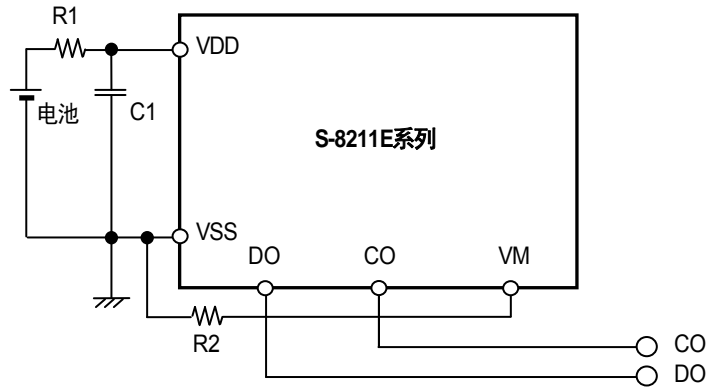 R1
VDD
电池
C1
S-8211E系列
VSS
DO
CO
VM
R2
CO
DO